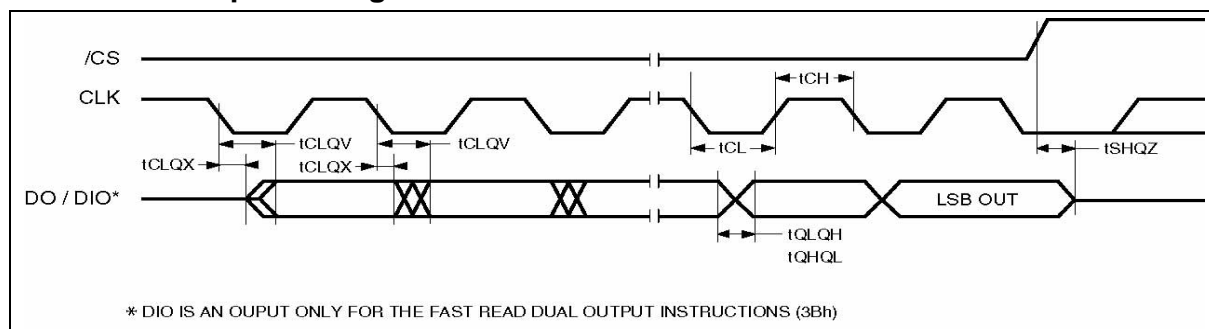 /CS
CLK
tCH
tCLQV
tCLQV
tCL
tSHQZ
tCLQX
tCLQX
DO / DIO*
LSB OUT
tQLQH
tQHQL
* DIO IS AN OUPUT ONLY FOR THE FAST READ DUAL OUTPUT INSTRUCTIONS (3Bh)